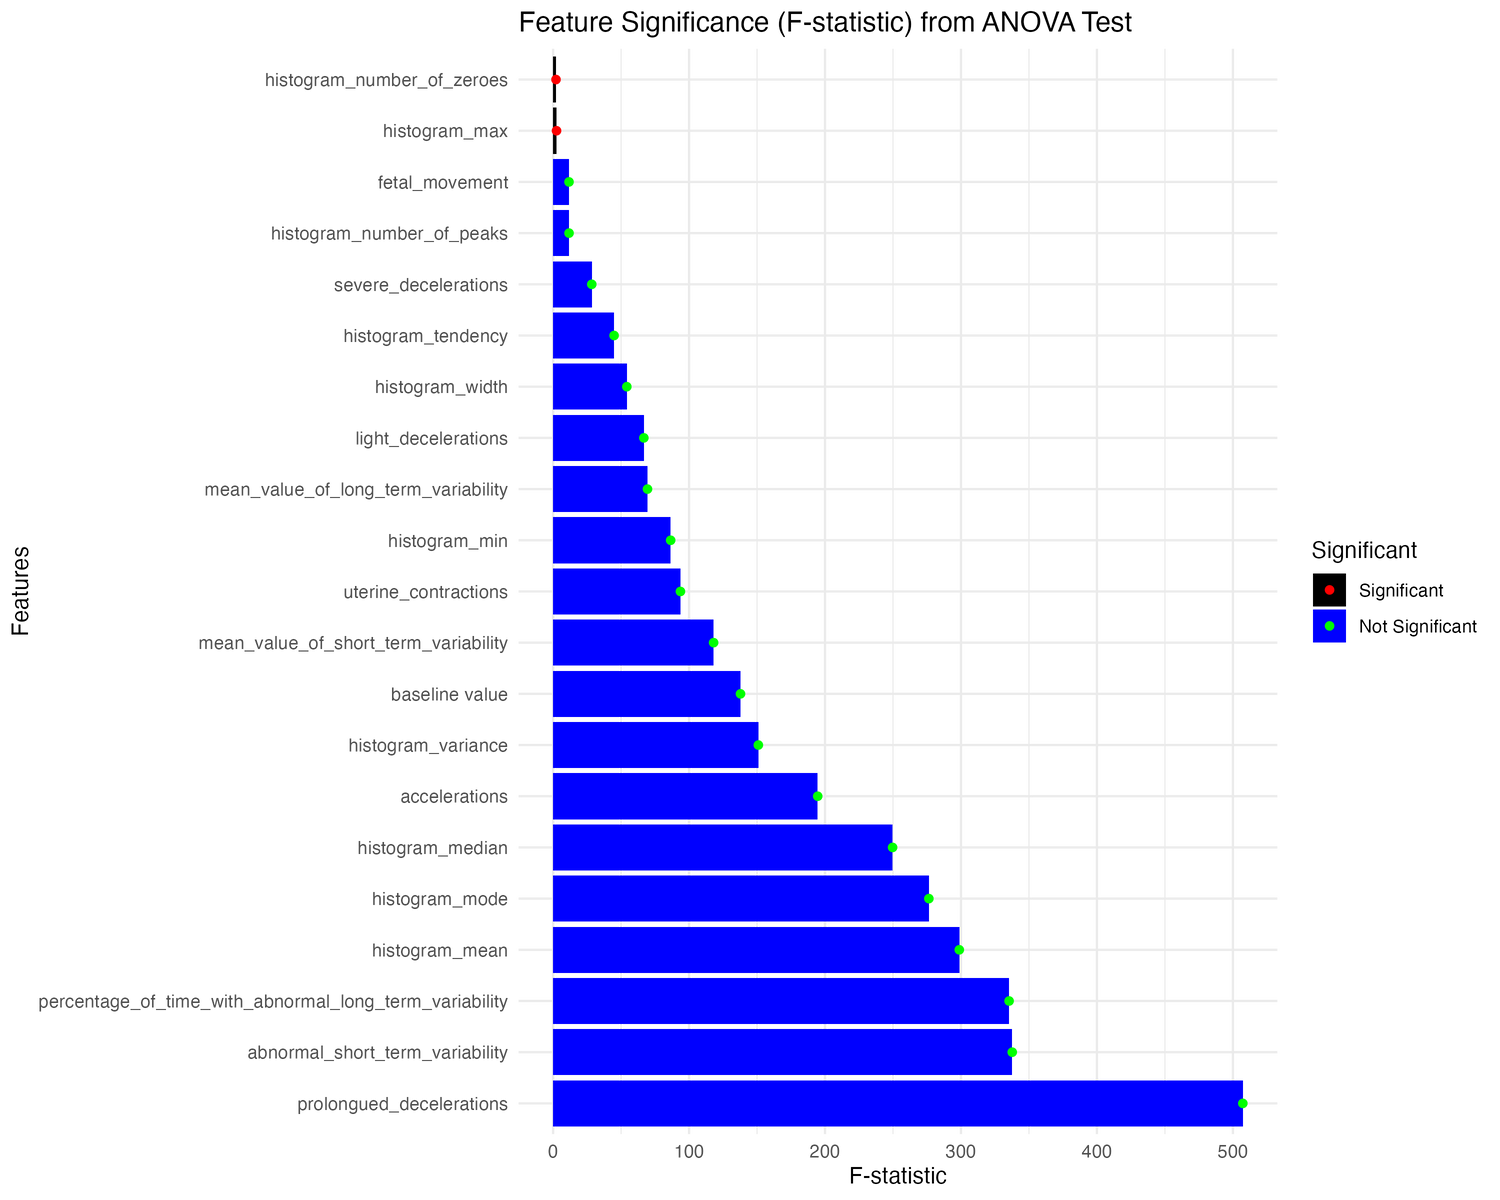 Feature Significance (F-statistic) from ANOVA Test
Features
histogram_number_of_zeroes
histogram_max
fetal_movement
histogram_number_of_peaks
severe_decelerations
histogram_tendency
histogram_width
light_decelerations
mean_value_of_long_term_variability
histogram_min
uterine_contractions
mean_value_of_short_term_variability
baseline value
histogram_variance
accelerations
histogram_median
histogram_mode
histogram_mean
percentage_of_time_with_abnormal_long_term_variability
abnormal_short_term_variability
prolongued_decelerations
0 100 200 300 400 500
F-statistic
Significant
Significant
Not Significant